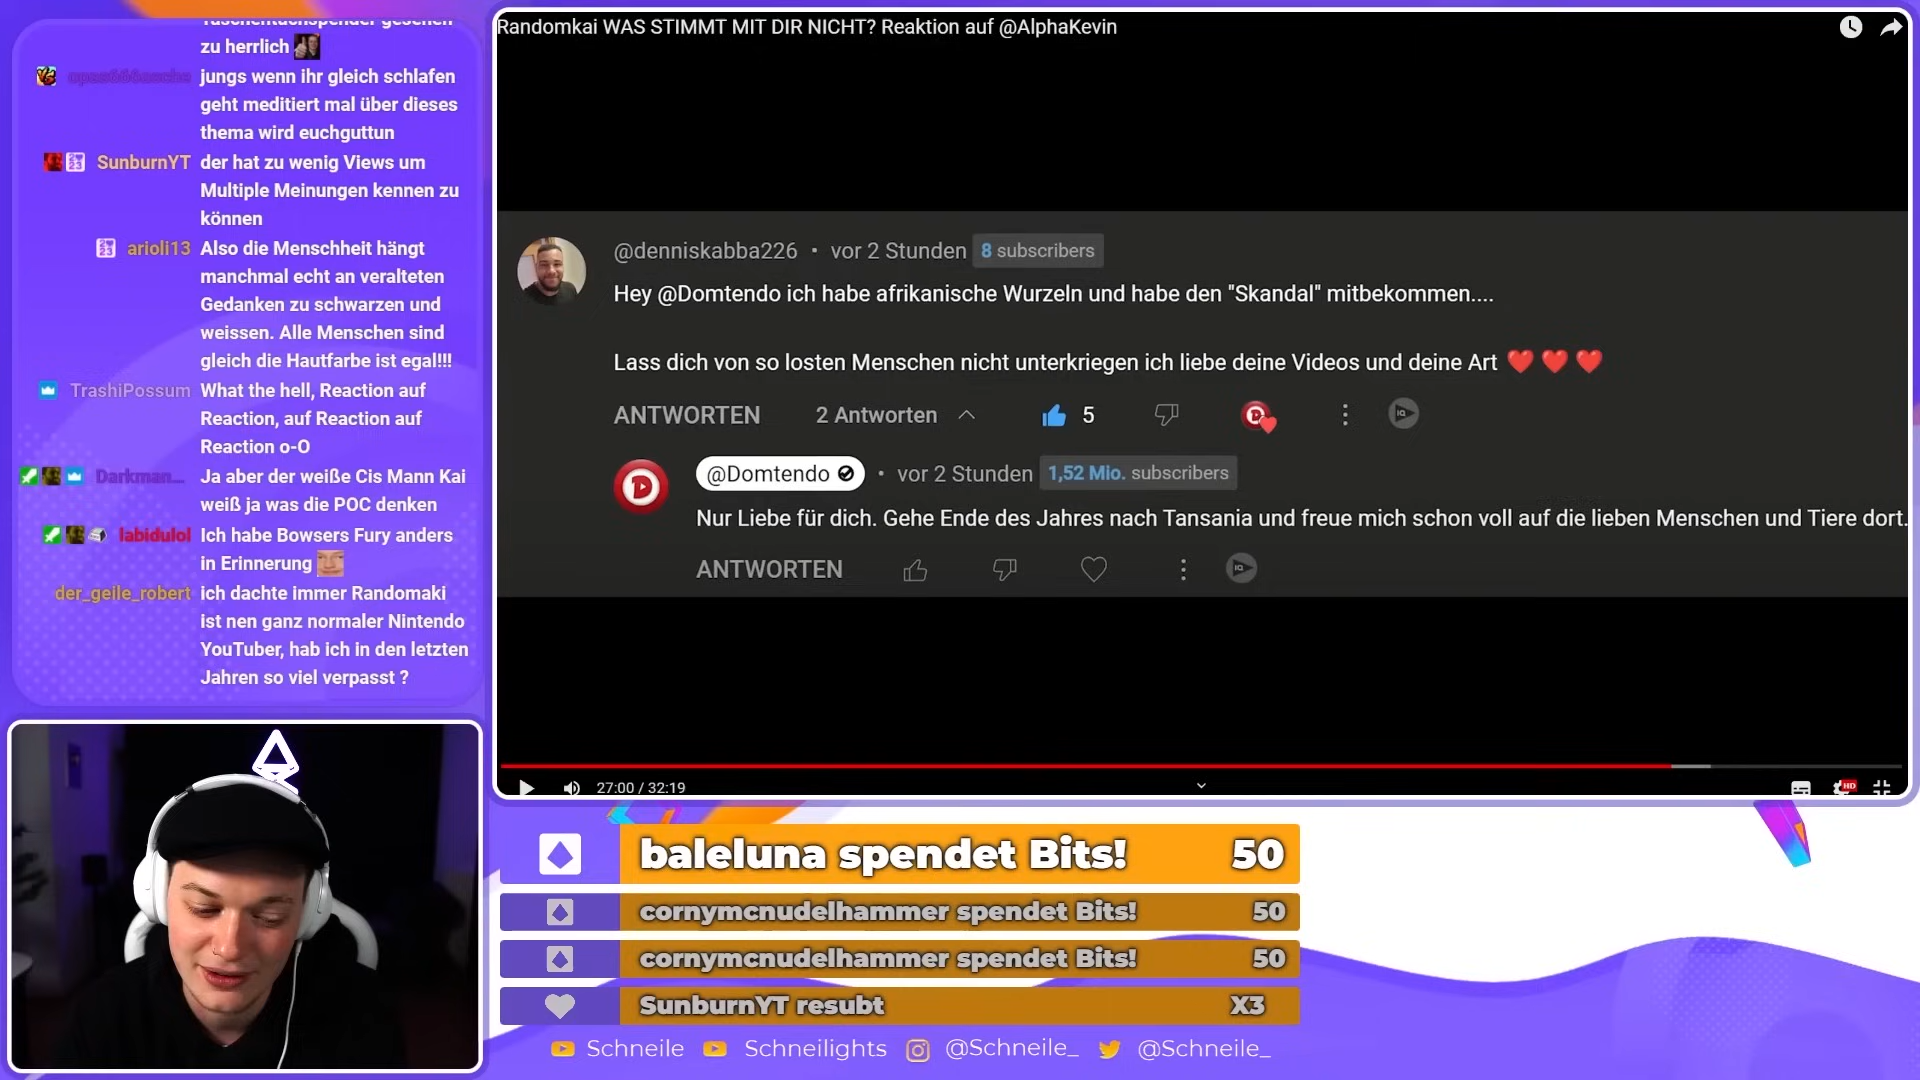 zu herrlich
jungs wenn ihr gleich schlafen
geht meditiert mal über dieses
thema wird euchguttun
SunburnYT der hat zu wenig Views um
Multiple Meinungen kennen zu
können
arioli13 Also die Menschheit hängt
manchmal echt an veralteten
Gedanken zu schwarzen und
weissen. Alle Menschen sind
gleich die Hautfarbe ist egal!!!
TrashiPossum What the hell, Reaction auf
Reaction, auf Reaction auf
Reaction o-O
Darkman... Ja aber der weiße Cis Mann Kai
weiß ja was die POC denken
labidulol Ich habe Bowsers Fury anders
in Erinnerung
der_geile_robert ich dachte immer Randomaki
ist nen ganz normaler Nintendo
YouTuber, hab ich in den letzten
Jahren so viel verpasst ?
Randomkai WAS STIMMT MIT DIR NICHT? Reaktion auf @AlphaKevin
@denniskabba226 • vor 2 Stunden 8 subscribers
Hey @Domtendo ich habe afrikanische Wurzeln und habe den "Skandal" mitbekommen....
Lass dich von so losten Menschen nicht unterkriegen ich liebe deine Videos und deine Art ❤️❤️❤️
ANTWORTEN 2 Antworten 5
@Domtendo • vor 2 Stunden 1,52 Mio. subscribers
Nur Liebe für dich. Gehe Ende des Jahres nach Tansania und freue mich schon voll auf die lieben Menschen und Tiere dort.
ANTWORTEN
27:00 / 32:19
HD
baleluna spendet Bits! 50
cornymcnudelhammer spendet Bits! 50
cornymcnudelhammer spendet Bits! 50
SunburnYT resubt X3
Schneile Schneilights @Schneile_ @Schneile_